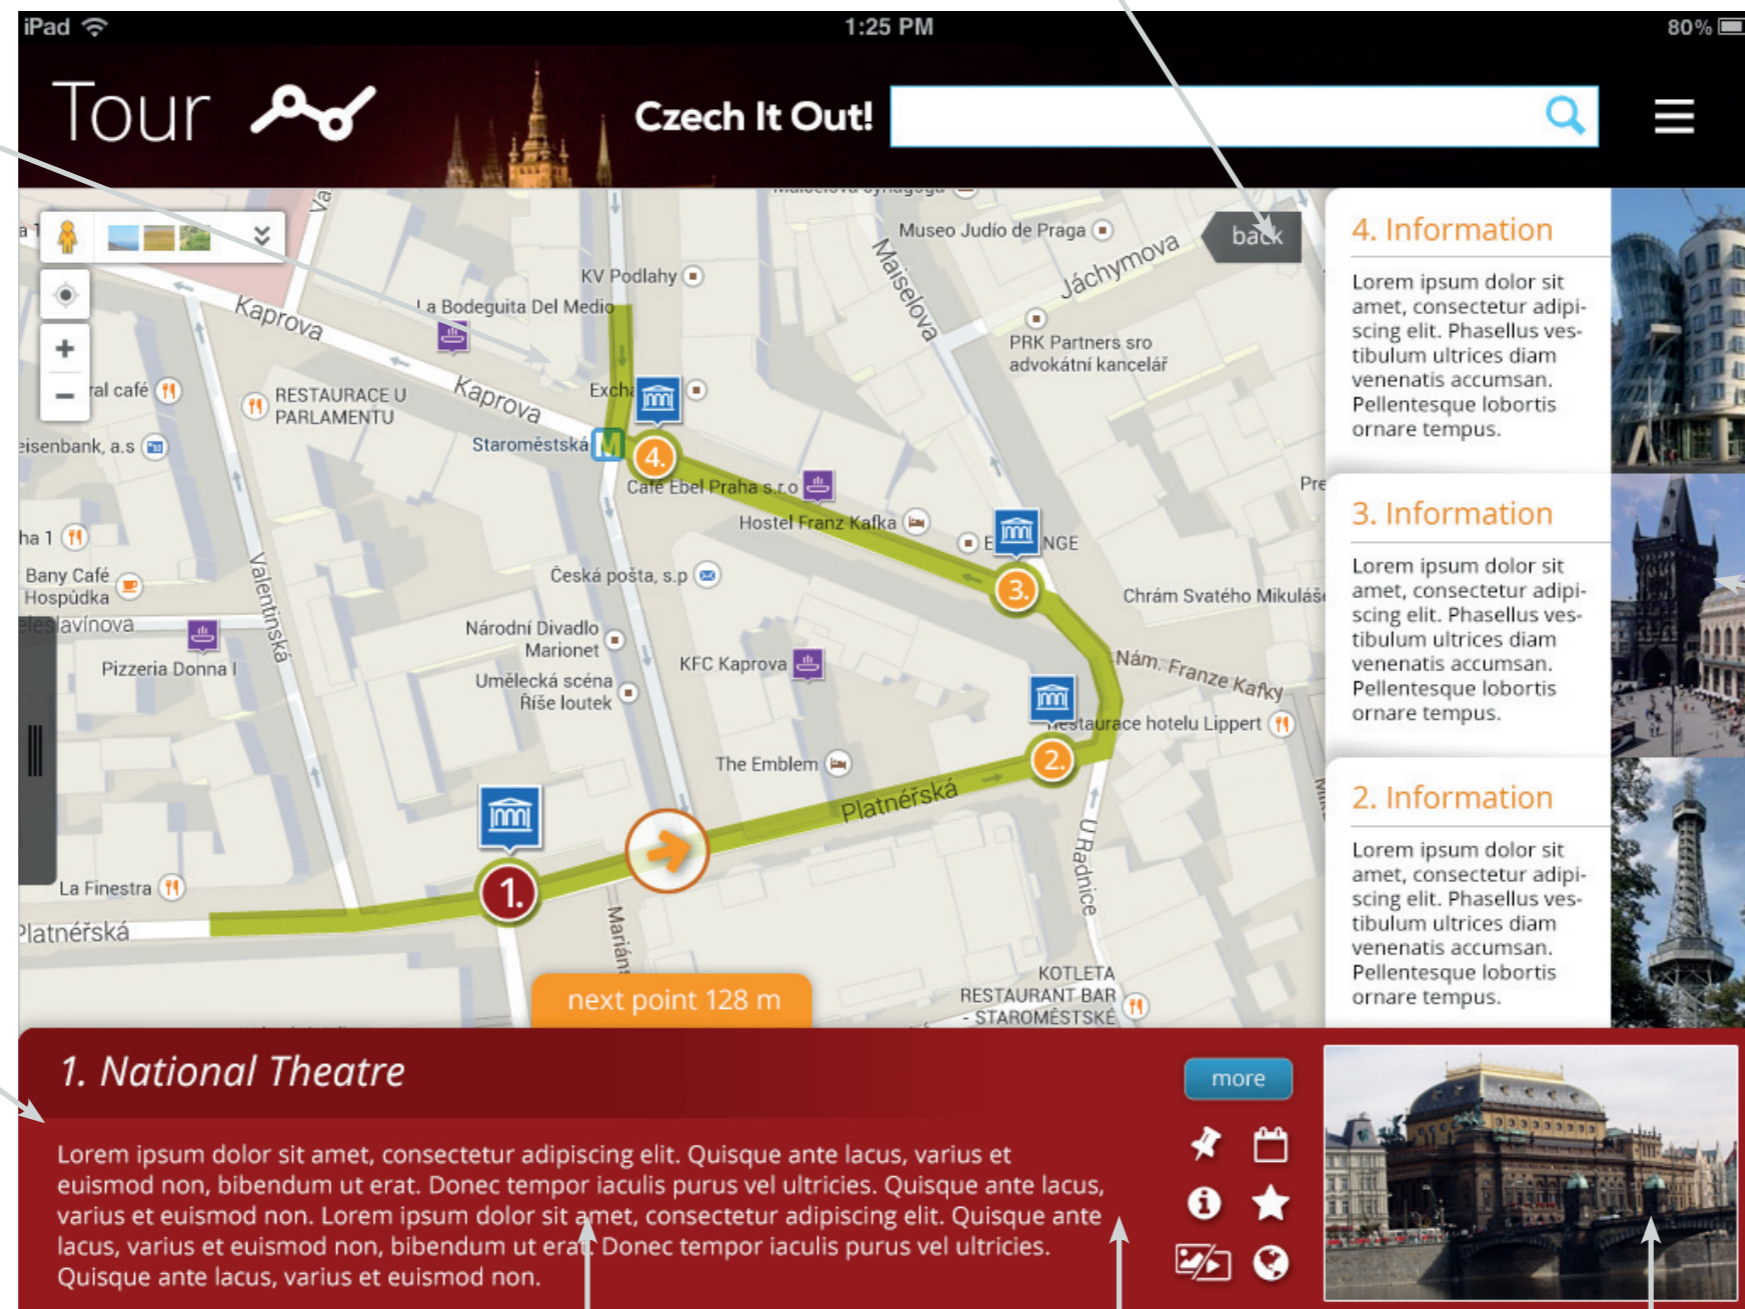 iPad
1:25 PM
80%
Tour
Czech It Out!
back
Museo Judío de Praga
Maiselova
Jáchymova
KV Podlahy
Kaprova
La Bodeguita Del Medio
PRK Partners sro
advokátní kancelář
RESTAURACE U
PARLAMENTU
Kaprova
Staroměstská
M
4.
Café Ebel Praha s.r.o
Hostel Franz Kafka
3.
Česká pošta, s.p
Bany Café
Hospůdka
Valentinská
Chrám Svatého Mikuláše
Národní Divadlo
Marionet
KFC Kaprova
Pizzeria Donna I
Umělecká scéna
Říše loutek
Nám. Franze Kafky
Restaurace hotelu Lippert
2.
The Emblem
Platnéřská
U Radnice
La Finestra
1.
Platnéřská
KOTLETA
RESTAURANT BAR
- STAROMĚSTSKÉ
next point 128 m
4. Information
Lorem ipsum dolor sit
amet, consectetur adipi-
scing elit. Phasellus ves-
tibulum ultrices diam
venenatis accumsan.
Pellentesque lobortis
ornare tempus.
3. Information
Lorem ipsum dolor sit
amet, consectetur adipi-
scing elit. Phasellus ves-
tibulum ultrices diam
venenatis accumsan.
Pellentesque lobortis
ornare tempus.
2. Information
Lorem ipsum dolor sit
amet, consectetur adipi-
scing elit. Phasellus ves-
tibulum ultrices diam
venenatis accumsan.
Pellentesque lobortis
ornare tempus.
1. National Theatre
more
Lorem ipsum dolor sit amet, consectetur adipiscing elit. Quisque ante lacus, varius et
euismod non, bibendum ut erat. Donec tempor iaculis purus vel ultricies. Quisque ante lacus,
varius et euismod non. Lorem ipsum dolor sit amet, consectetur adipiscing elit. Quisque ante
lacus, varius et euismod non, bibendum ut erat. Donec tempor iaculis purus vel ultricies.
Quisque ante lacus, varius et euismod non.